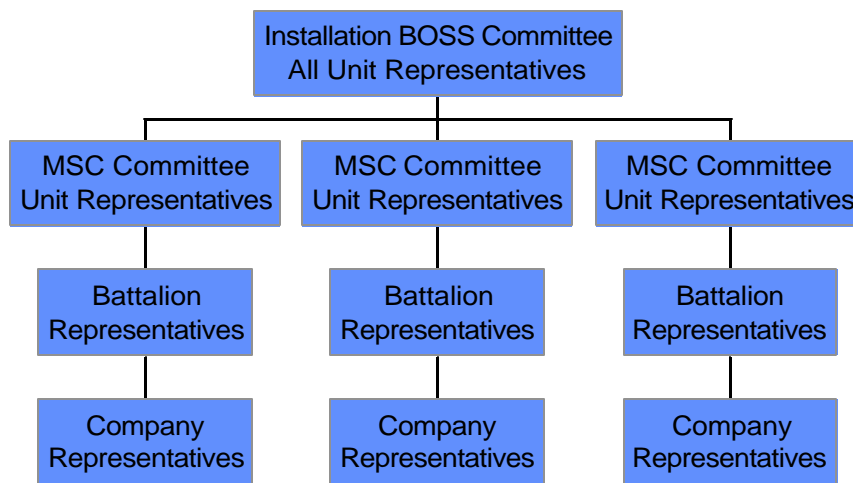 Installation BOSS Committee
All Unit Representatives
MSC Committee
Unit Representatives
MSC Committee
Unit Representatives
MSC Committee
Unit Representatives
Battalion
Representatives
Battalion
Representatives
Battalion
Representatives
Company
Representatives
Company
Representatives
Company
Representatives